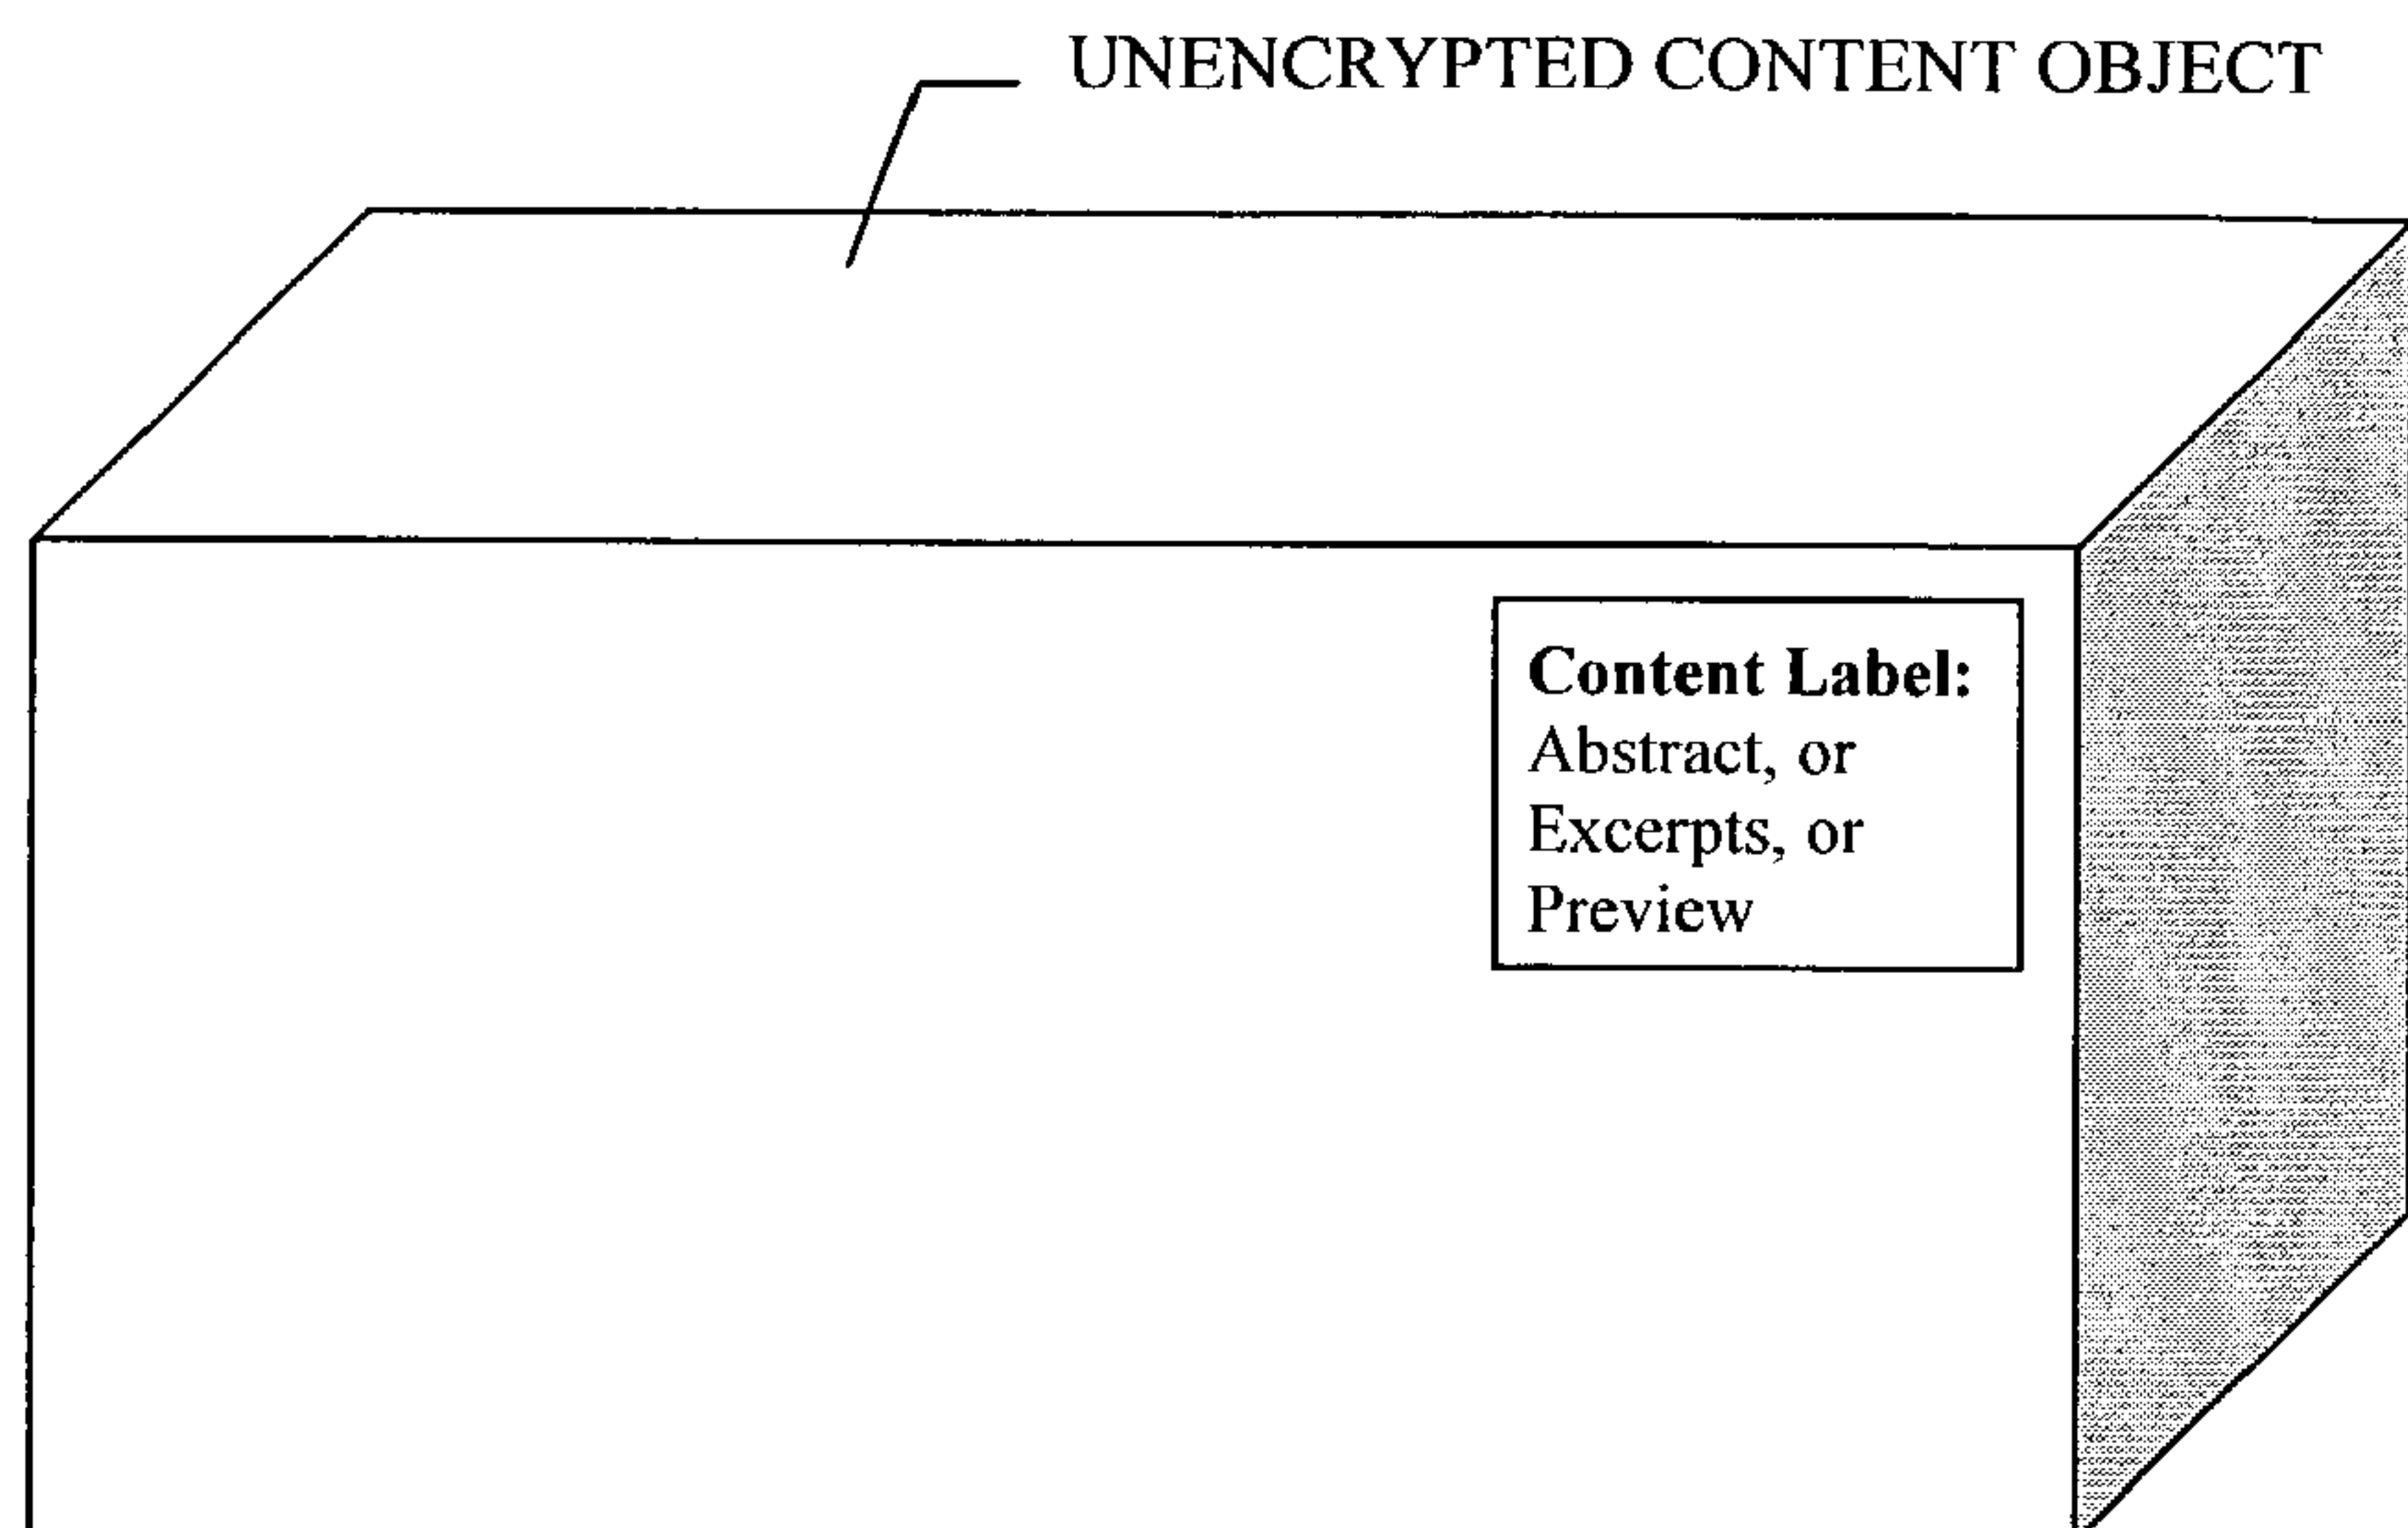 UNENCRYPTED CONTENT OBJECT
Content Label:
Abstract, or
Excerpts, or
Preview